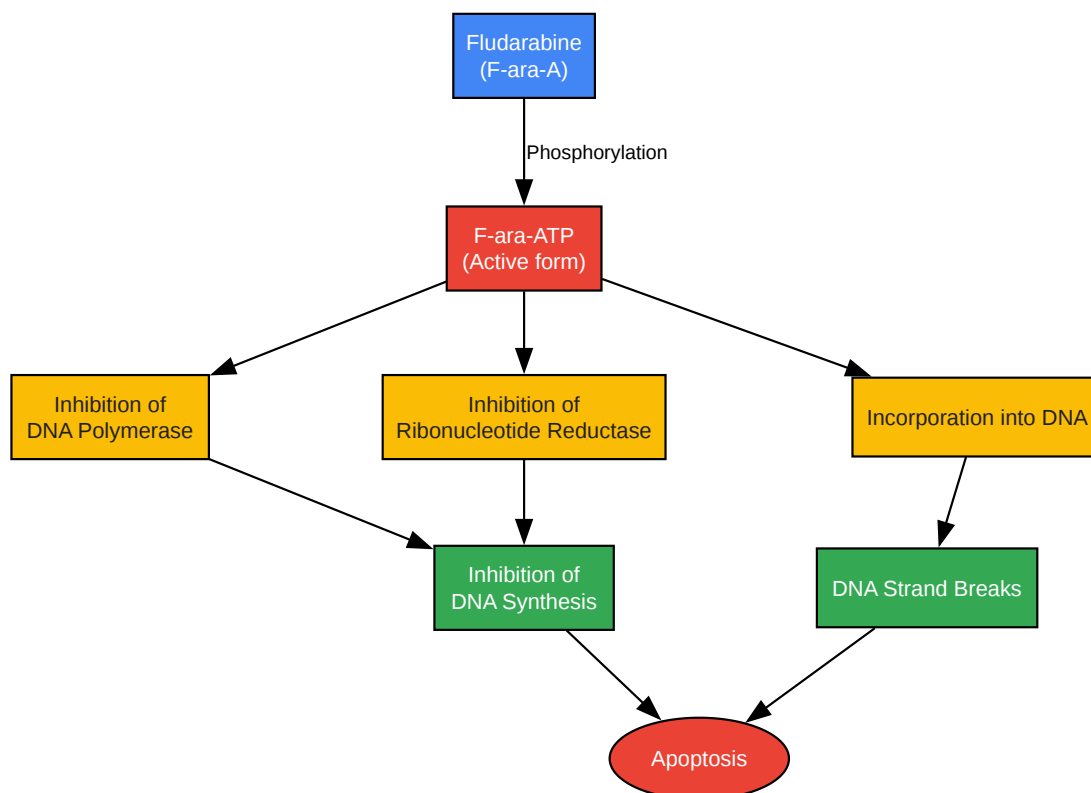 Fludarabine
(F-ara-A)
Phosphorylation
F-ara-ATP
(Active form)
Inhibition of
DNA Polymerase
Inhibition of
Ribonucleotide Reductase
Incorporation into DNA
Inhibition of
DNA Synthesis
DNA Strand Breaks
Apoptosis